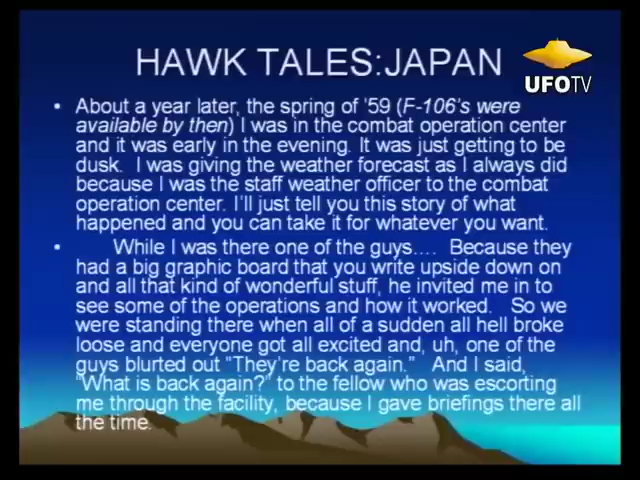 HAWK TALES:JAPAN
UFOTV
• About a year later, the spring of '59 (F-106's were
available by then) I was in the combat operation center
and it was early in the evening. It was just getting to be
dusk. I was giving the weather forecast as I always did
because I was the staff weather officer to the combat
operation center. I'll just tell you this story of what
happened and you can take it for whatever you want.
• While I was there one of the guys.... Because they
had a big graphic board that you write upside down on
and all that kind of wonderful stuff, he invited me in to
see some of the operations and how it worked. So we
were standing there when all of a sudden all hell broke
loose and everyone got all excited and, uh, one of the
guys blurted out "They're back again." And I said,
"What is back again?" to the fellow who was escorting
me through the facility, because I gave briefings there all
the time.